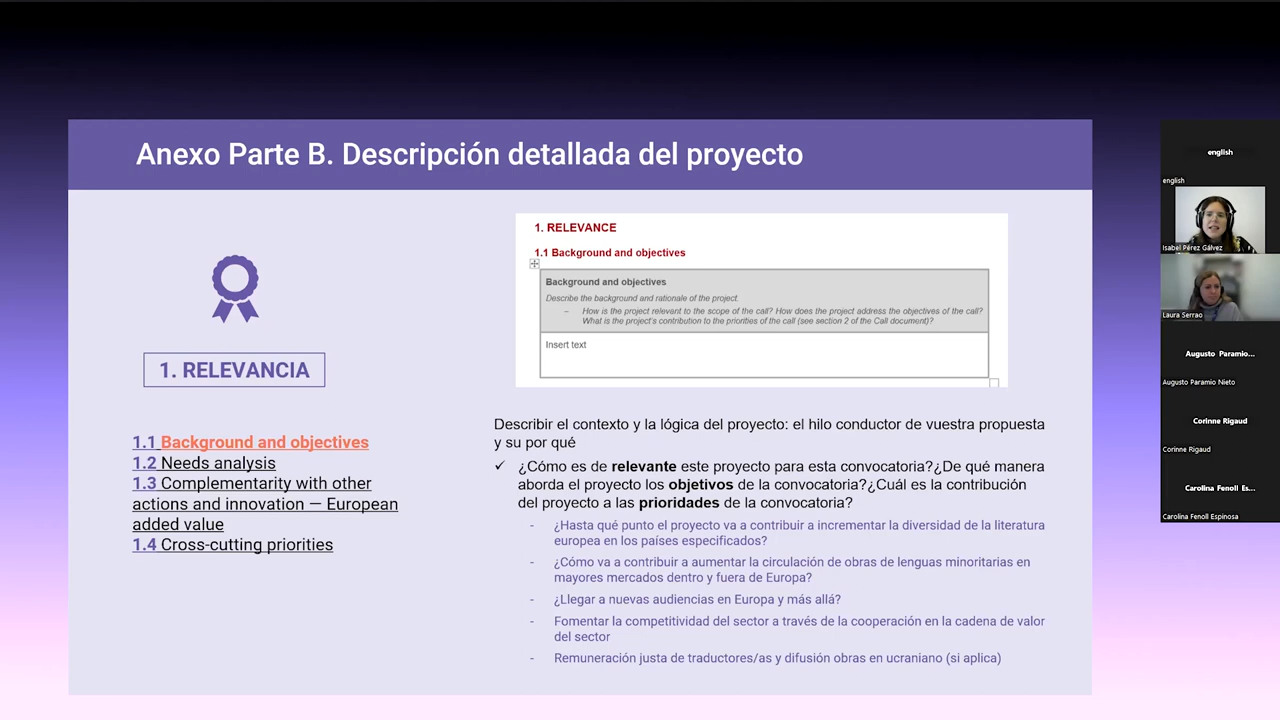 Anexo Parte B. Descripción detallada del proyecto
1. RELEVANCIA
1.1 Background and objectives
1.2 Needs analysis
1.3 Complementarity with other
actions and innovation — European
added value
1.4 Cross-cutting priorities
1. RELEVANCE
1.1 Background and objectives
Background and objectives
Describe the background and rationale of the project.
– How is the project relevant to the scope of the call? How does the project address the objectives of the call?
What is the project's contribution to the priorities of the call (see section 2 of the Call document)?
Insert text
Describir el contexto y la lógica del proyecto: el hilo conductor de vuestra propuesta
y su por qué
✓ ¿Cómo es de relevante este proyecto para esta convocatoria?¿De qué manera
aborda el proyecto los objetivos de la convocatoria?¿Cuál es la contribución
del proyecto a las prioridades de la convocatoria?
- ¿Hasta qué punto el proyecto va a contribuir a incrementar la diversidad de la literatura
europea en los países especificados?
- ¿Cómo va a contribuir a aumentar la circulación de obras de lenguas minoritarias en
mayores mercados dentro y fuera de Europa?
- ¿Llegar a nuevas audiencias en Europa y más allá?
- Fomentar la competitividad del sector a través de la cooperación en la cadena de valor
del sector
- Remuneración justa de traductores/as y difusión obras en ucraniano (si aplica)
english
english
Isabel Pérez Gálvez
Laura Serrao
Augusto Paramio...
Augusto Paramio Nieto
Corinne Rigaud
Corinne Rigaud
Carolina Fenoll Es...
Carolina Fenoll Espinosa